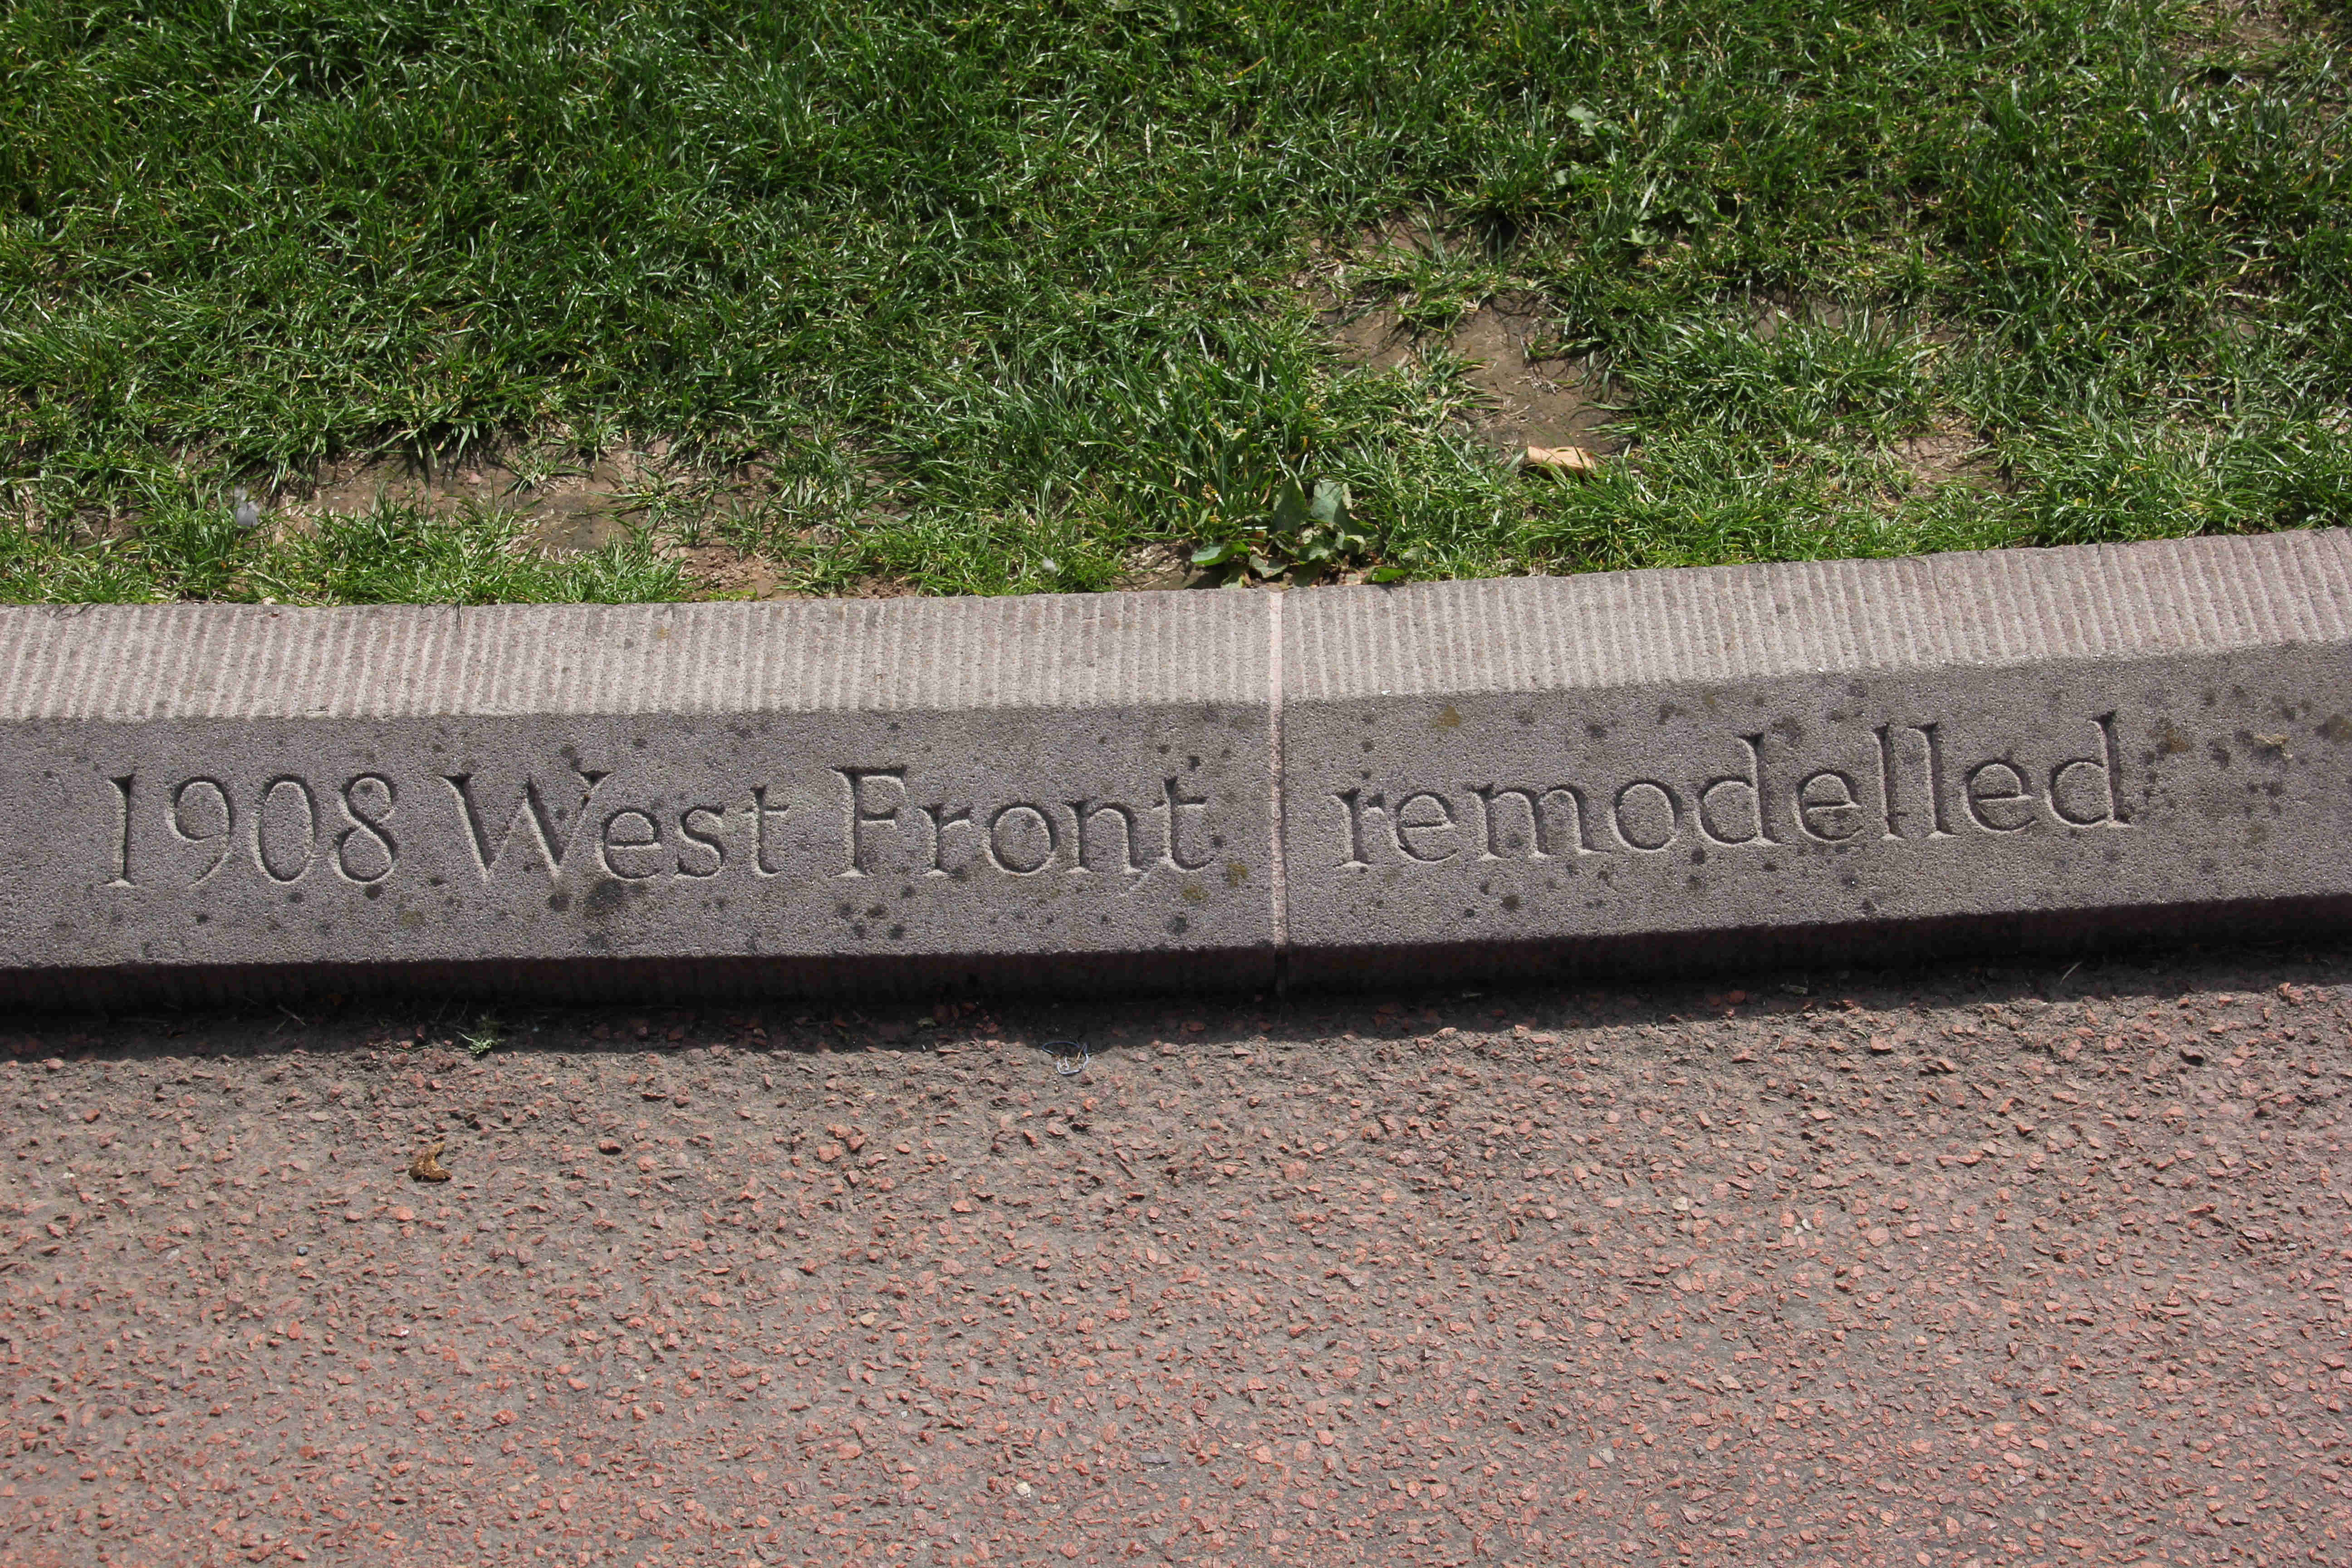 1908 West Front remodelled